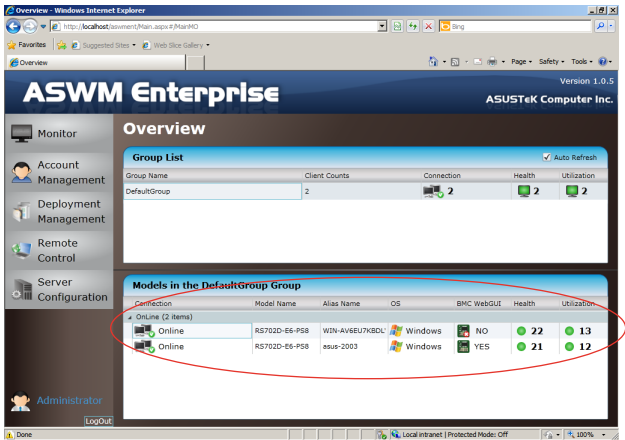 Overview - Windows Internet Explorer
http://localhost/aswment/Main.aspx#/MainMO
Bing
Favorites Suggested Sites Web Slice Gallery
Overview
Page Safety Tools
ASWM Enterprise
Version 1.0.5
ASUSTeK Computer Inc.
Monitor
Account Management
Deployment Management
Remote Control
Server Configuration
Administrator
LogOut
Overview
Group List Auto Refresh
Group Name Client Counts Connection Health Utilization
DefaultGroup 2 2 2 2
Models in the DefaultGroup Group
Connection Model Name Alias Name OS BMC WebGUI Health Utilization
OnLine (2 items)
Online RS702D-E6-PS8 WIN-AV6EU7KBDL Windows NO 22 13
Online RS702D-E6-PS8 asus-2003 Windows YES 21 12
Done Local intranet | Protected Mode: Off 100%